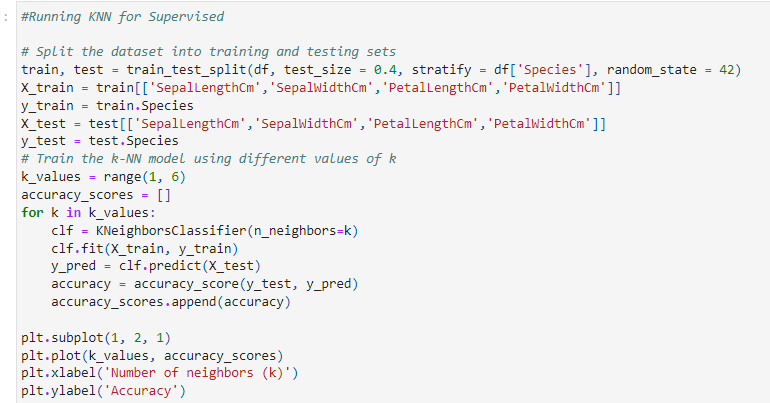 :
#Running KNN for Supervised
# Split the dataset into training and testing sets
train, test = train_test_split(df, test_size = 0.4, stratify = df['Species'], random_state = 42)
X_train = train[['SepalLengthCm','SepalWidthCm','PetalLengthCm','PetalWidthCm']]
y_train = train.Species
X_test = test[['SepalLengthCm','SepalWidthCm','PetalLengthCm','PetalWidthCm']]
y_test = test.Species
# Train the k-NN model using different values of k
k_values = range(1, 6)
accuracy_scores = []
for k in k_values:
    clf = KNeighborsClassifier(n_neighbors=k)
    clf.fit(X_train, y_train)
    y_pred = clf.predict(X_test)
    accuracy = accuracy_score(y_test, y_pred)
    accuracy_scores.append(accuracy)
plt.subplot(1, 2, 1)
plt.plot(k_values, accuracy_scores)
plt.xlabel('Number of neighbors (k)')
plt.ylabel('Accuracy')